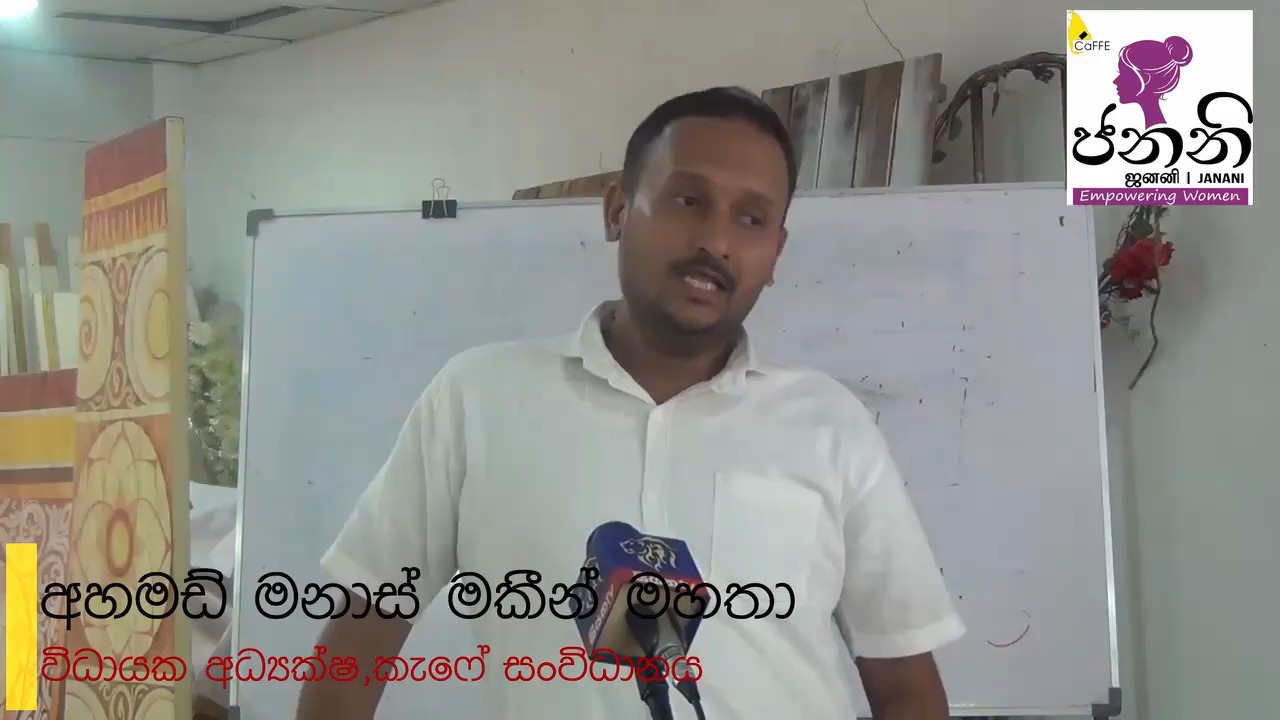 CaFFE
ජනනි
ஜனனி | JANANI
Empowering Women
අහමඩ් මනාස් මකීන් මහතා
විධායක අධ්‍යක්ෂ,කැෆේ සංවිධානය